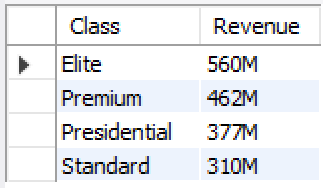 Class Revenue
Elite 560M
Premium 462M
Presidential 377M
Standard 310M